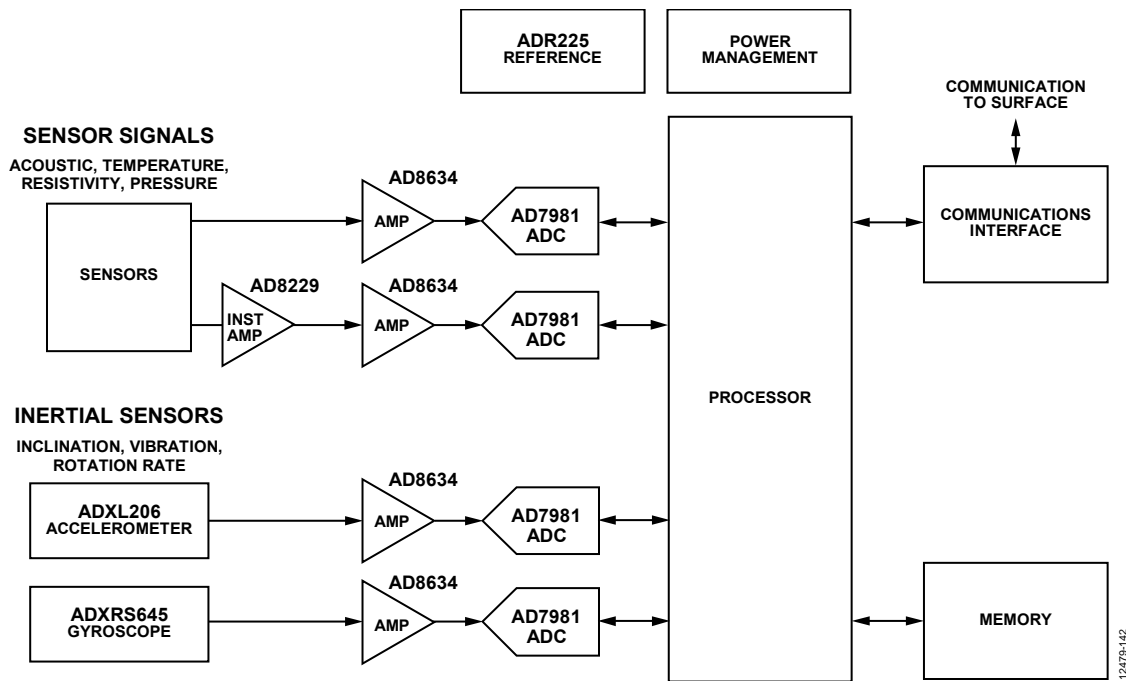 ADR225
REFERENCE
POWER
MANAGEMENT
COMMUNICATION
TO SURFACE
SENSOR SIGNALS
ACOUSTIC, TEMPERATURE,
RESISTIVITY, PRESSURE
SENSORS
AD8634
AMP
AD7981
ADC
AD8229
INST
AMP
AD8634
AMP
AD7981
ADC
PROCESSOR
COMMUNICATIONS
INTERFACE
INERTIAL SENSORS
INCLINATION, VIBRATION,
ROTATION RATE
ADXL206
ACCELEROMETER
AD8634
AMP
AD7981
ADC
ADXRS645
GYROSCOPE
AD8634
AMP
AD7981
ADC
MEMORY
12479-142